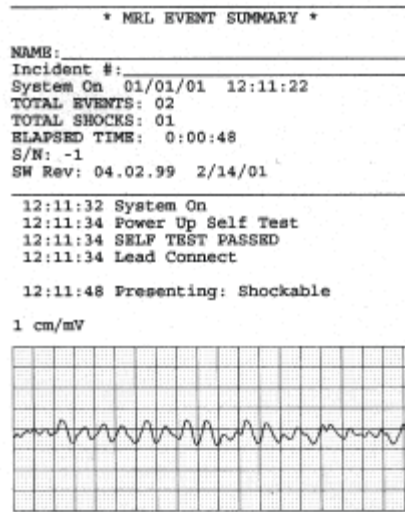 * MRL EVENT SUMMARY *
NAME:
Incident #:
System On 01/01/01 12:11:22
TOTAL EVENTS: 02
TOTAL SHOCKS: 01
ELAPSED TIME: 0:00:48
S/N: -1
SW Rev: 04.02.99 2/14/01
12:11:32 System On
12:11:34 Power Up Self Test
12:11:34 SELF TEST PASSED
12:11:34 Lead Connect
12:11:48 Presenting: Shockable
1 cm/mV